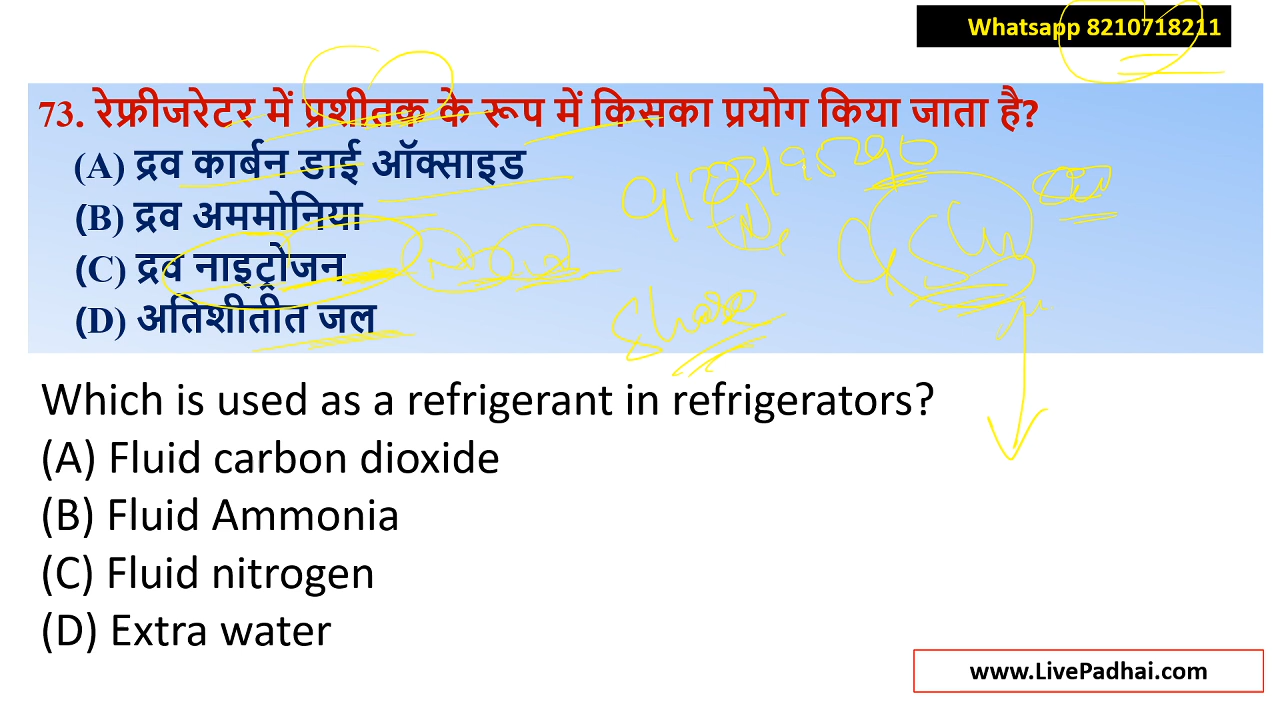 Whatsapp 8210718211
73. रेफ्रीजरेटर में प्रशीतक के रूप में किसका प्रयोग किया जाता है?
(A) द्रव कार्बन डाई ऑक्साइड
(B) द्रव अममोनिया
(C) द्रव नाइट्रोजन
(D) अतिशीतीत जल
Share
Which is used as a refrigerant in refrigerators?
(A) Fluid carbon dioxide
(B) Fluid Ammonia
(C) Fluid nitrogen
(D) Extra water
www.LivePadhai.com